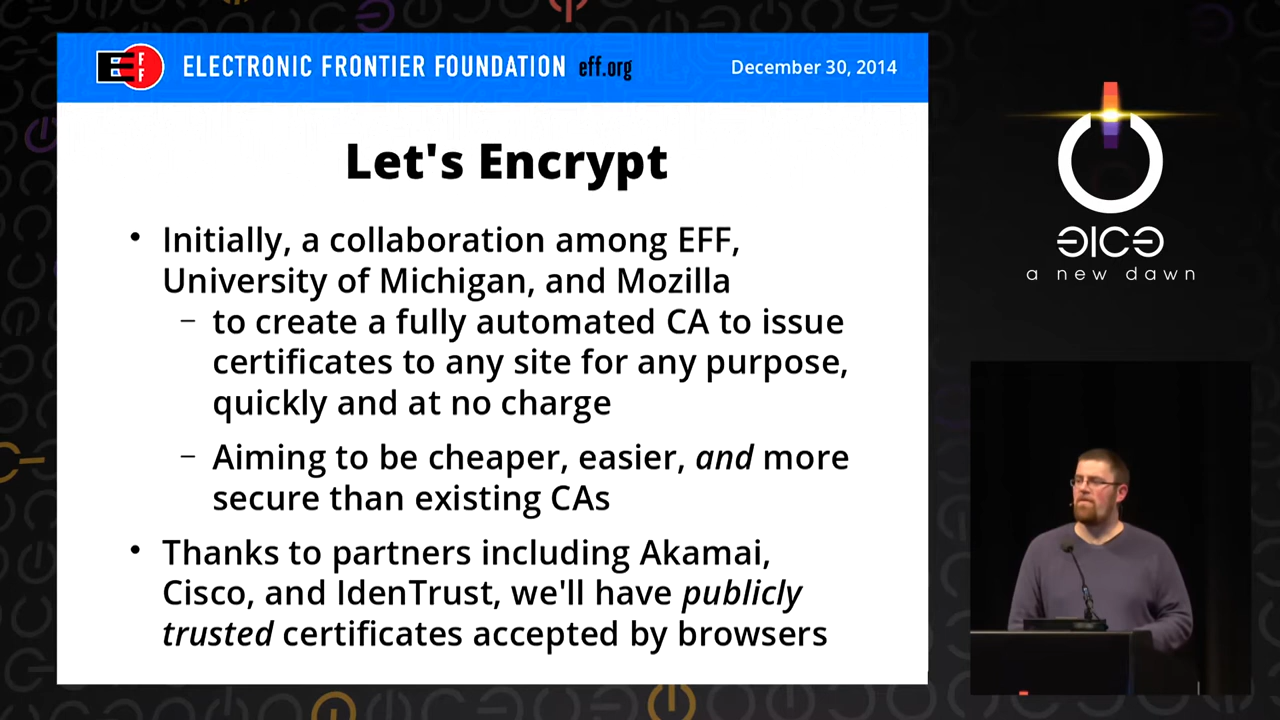 EFF ELECTRONIC FRONTIER FOUNDATION eff.org December 30, 2014
Let's Encrypt
• Initially, a collaboration among EFF,
University of Michigan, and Mozilla
– to create a fully automated CA to issue
certificates to any site for any purpose,
quickly and at no charge
– Aiming to be cheaper, easier, and more
secure than existing CAs
• Thanks to partners including Akamai,
Cisco, and IdenTrust, we'll have publicly
trusted certificates accepted by browsers
31C3
a new dawn